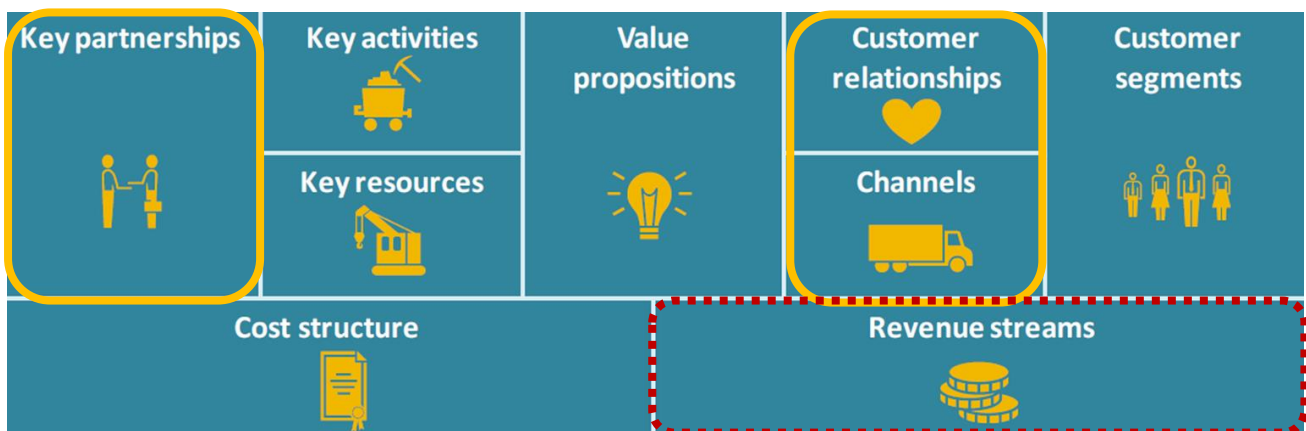 Key partnerships
Key activities
Key resources
Value
propositions
Customer
relationships
Channels
Customer
segments
Cost structure
Revenue streams